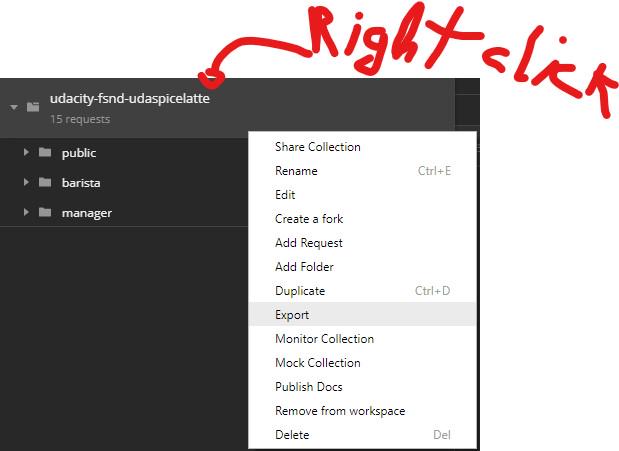 Right click
udacity-fsnd-udaspicelatte
15 requests
public
barista
manager
Share Collection
Rename Ctrl+E
Edit
Create a fork
Add Request
Add Folder
Duplicate Ctrl+D
Export
Monitor Collection
Mock Collection
Publish Docs
Remove from workspace
Delete Del